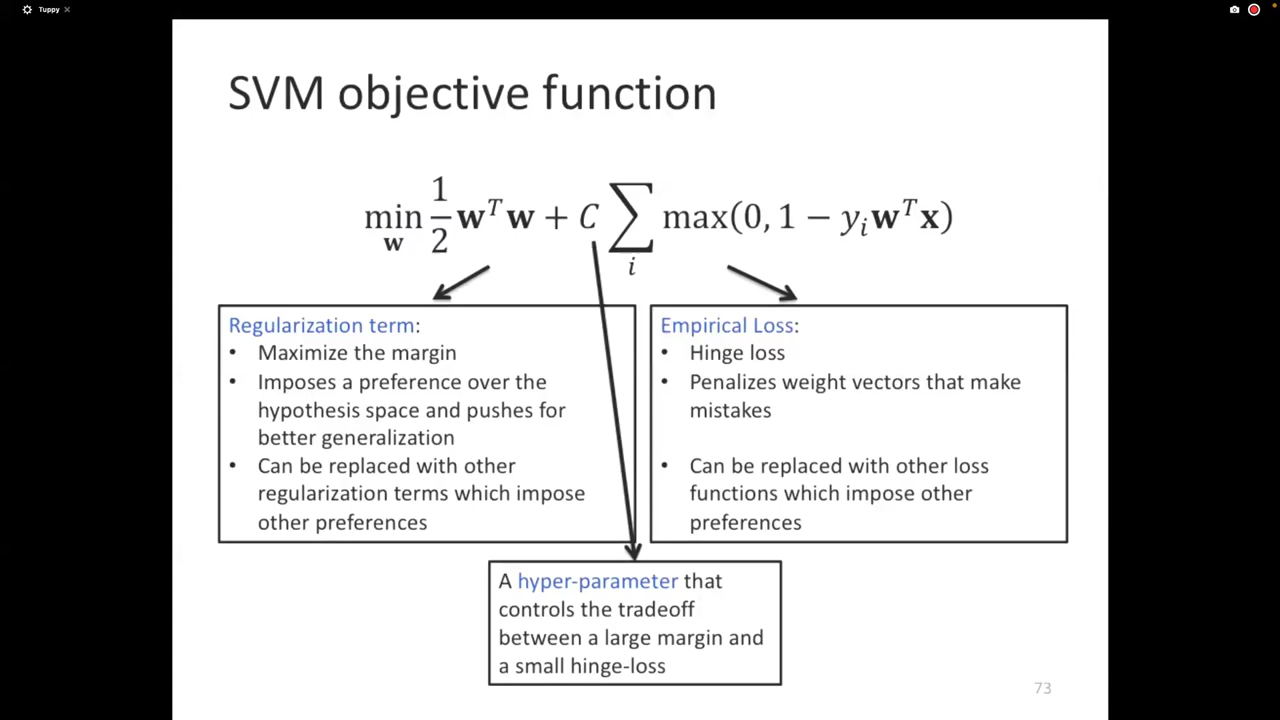 Tuppy ×
SVM objective function
min_w 1/2 w^T w + C ∑_i max(0, 1 − y_i w^T x)
Regularization term:
• Maximize the margin
• Imposes a preference over the
hypothesis space and pushes for
better generalization
• Can be replaced with other
regularization terms which impose
other preferences
Empirical Loss:
• Hinge loss
• Penalizes weight vectors that make
mistakes
• Can be replaced with other loss
functions which impose other
preferences
A hyper-parameter that
controls the tradeoff
between a large margin and
a small hinge-loss
73